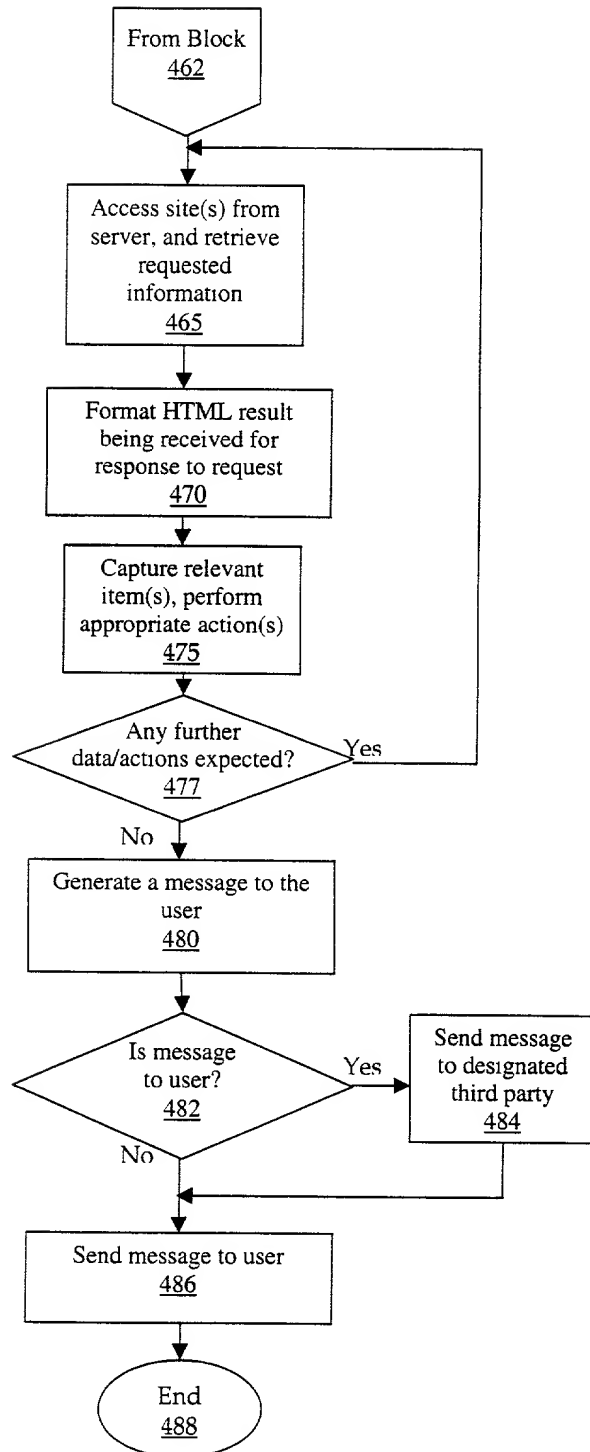 From Block
462
Access site(s) from
server, and retrieve
requested
information
465
Format HTML result
being received for
response to request
470
Capture relevant
item(s), perform
appropriate action(s)
475
Any further
data/actions expected?
477
Yes
No
Generate a message to the
user
480
Is message
to user?
482
Yes
No
Send message
to designated
third party
484
Send message to user
486
End
488